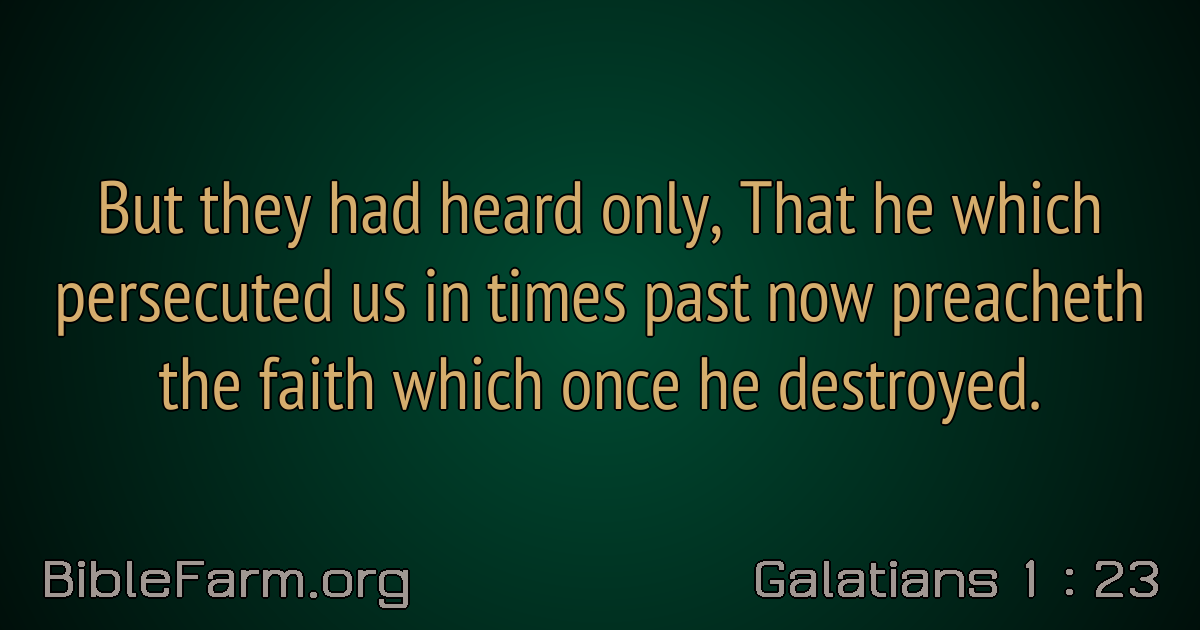 But they had heard only, That he which
persecuted us in times past now preacheth
the faith which once he destroyed.
BibleFarm.org
Galatians 1 : 23